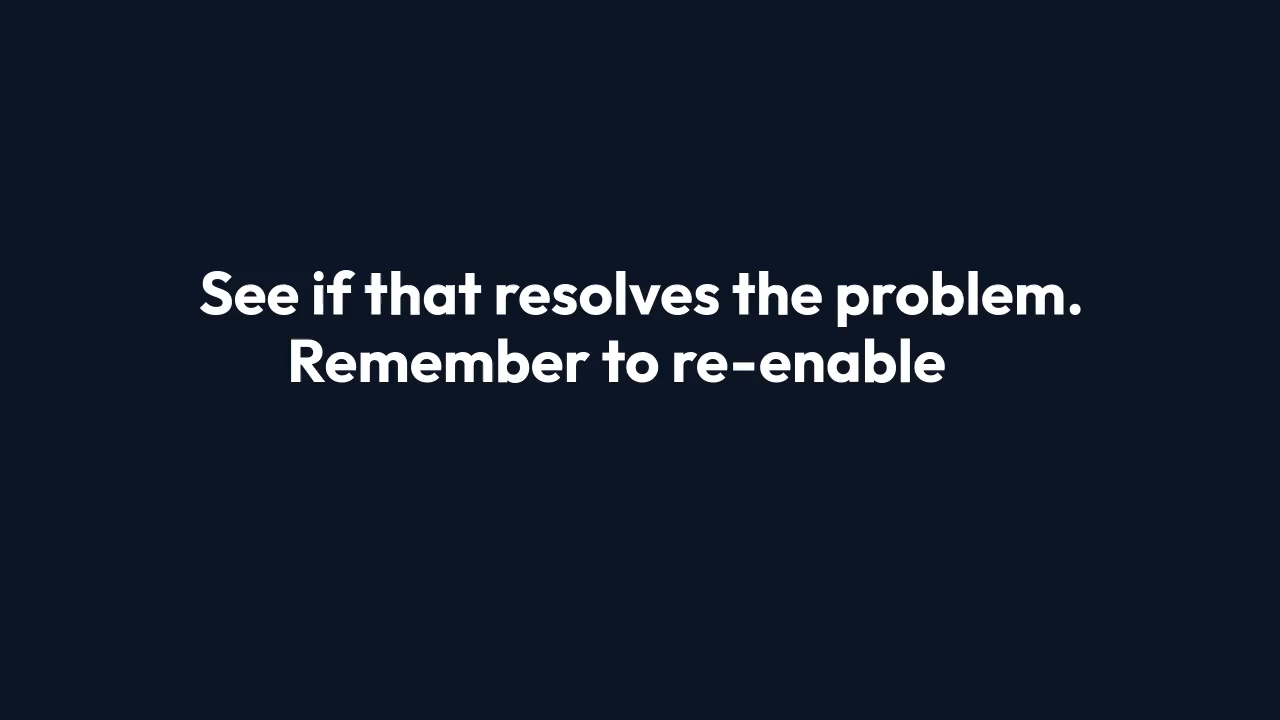 See if that resolves the problem.
Remember to re-enable